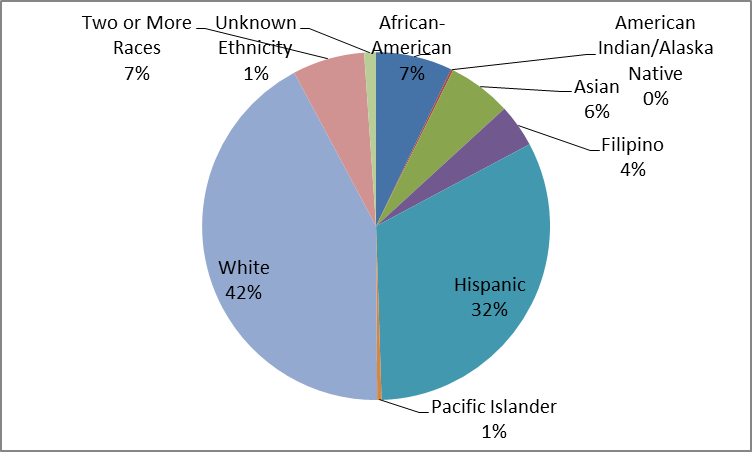 Two or More
Races
7%
Unknown
Ethnicity
1%
African-
American
7%
American
Indian/Alaska
Native
0%
Asian
6%
Filipino
4%
Hispanic
32%
Pacific Islander
1%
White
42%